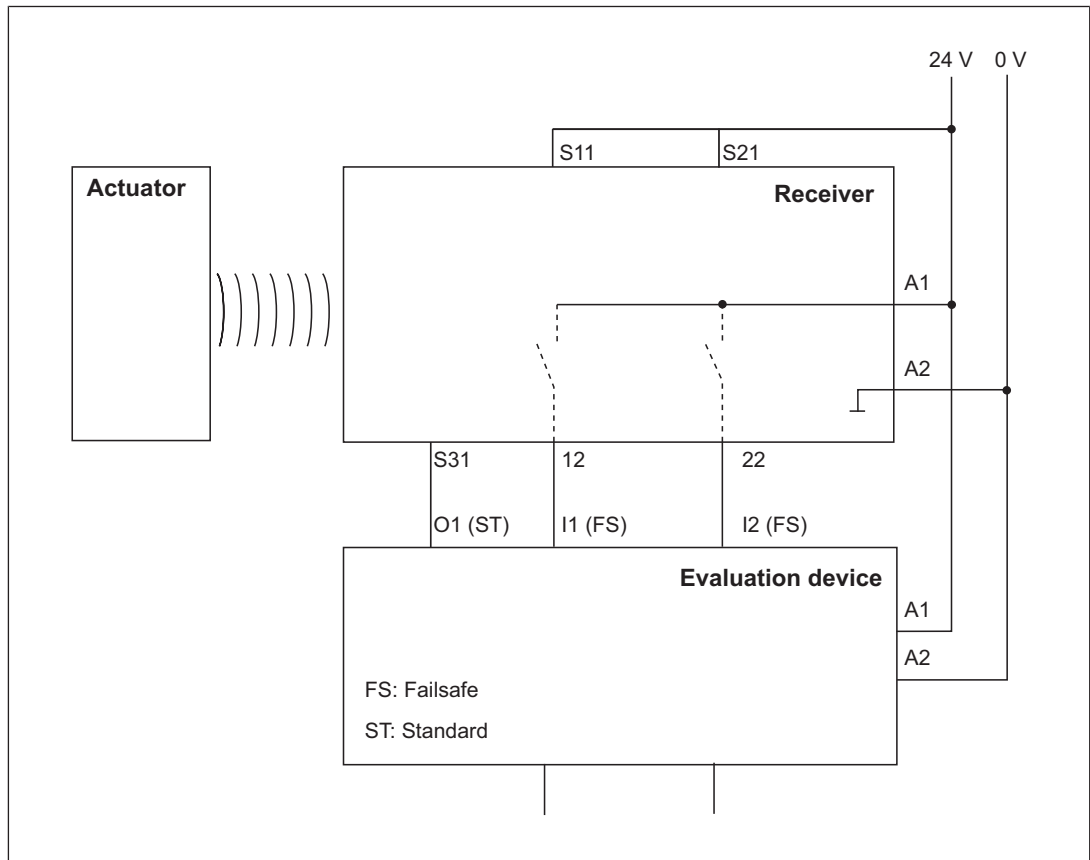 24 V 0 V
S11 S21
Actuator
Receiver
A1
A2
S31 12 22
O1 (ST) I1 (FS) I2 (FS)
Evaluation device
A1
A2
FS: Failsafe
ST: Standard